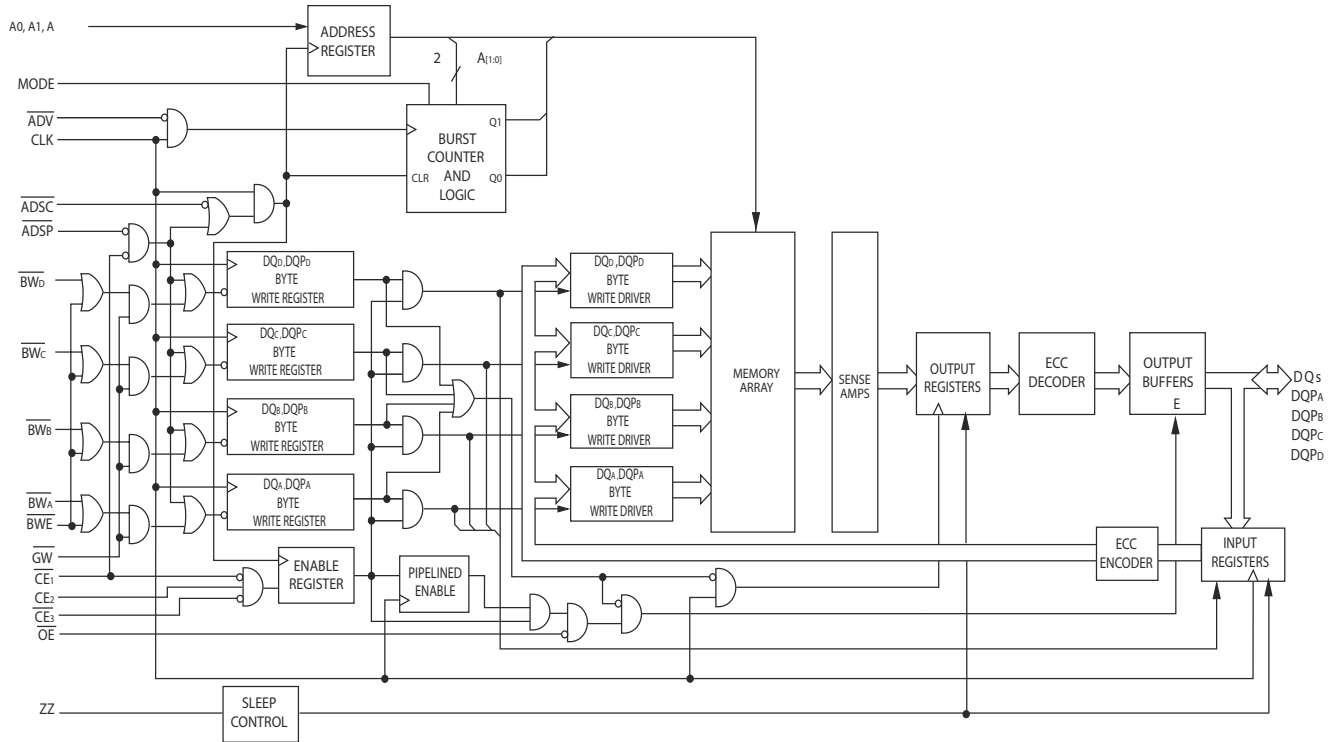 A0, A1, A
ADDRESS
REGISTER
2
A[1:0]
MODE
ADV
CLK
BURST
COUNTER
AND
LOGIC
Q1
CLR
Q0
ADSC
ADSP
BWD
DQD,DQPD
BYTE
WRITE REGISTER
DQD,DQPD
BYTE
WRITE DRIVER
BWC
DQC,DQPC
BYTE
WRITE REGISTER
DQC,DQPC
BYTE
WRITE DRIVER
BWB
DQB,DQPB
BYTE
WRITE REGISTER
DQB,DQPB
BYTE
WRITE DRIVER
BWA
BWE
DQA,DQPA
BYTE
WRITE REGISTER
DQA,DQPA
BYTE
WRITE DRIVER
MEMORY
ARRAY
SENSE
AMPS
OUTPUT
REGISTERS
ECC
DECODER
OUTPUT
BUFFERS
E
DQs
DQPA
DQPB
DQPC
DQPD
GW
CE1
CE2
CE3
OE
ENABLE
REGISTER
PIPELINED
ENABLE
ECC
ENCODER
INPUT
REGISTERS
ZZ
SLEEP
CONTROL